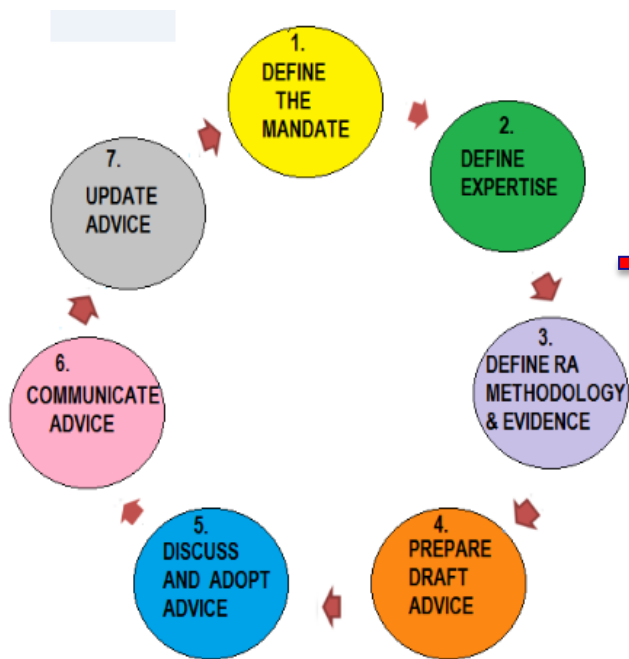 1.
DEFINE
THE
MANDATE
2.
DEFINE
EXPERTISE
3.
DEFINE RA
METHODOLOGY
& EVIDENCE
4.
PREPARE
DRAFT
ADVICE
5.
DISCUSS
AND ADOPT
ADVICE
6.
COMMUNICATE
ADVICE
7.
UPDATE
ADVICE